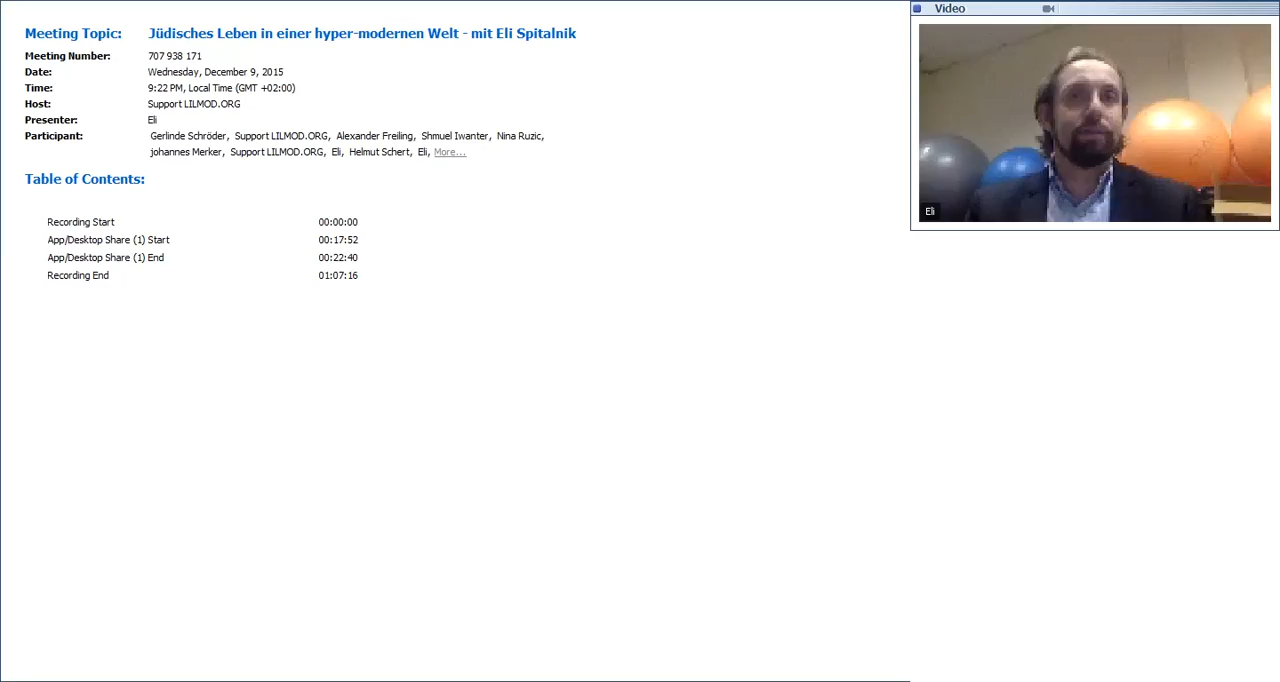 Meeting Topic: Jüdisches Leben in einer hyper-modernen Welt - mit Eli Spitalnik
Meeting Number: 707 938 171
Date: Wednesday, December 9, 2015
Time: 9:22 PM, Local Time (GMT +02:00)
Host: Support LILMOD.ORG
Presenter: Eli
Participant: Gerlinde Schröder, Support LILMOD.ORG, Alexander Freiling, Shmuel Iwanter, Nina Ruzic,
johannes Merker, Support LILMOD.ORG, Eli, Helmut Schert, Eli, More...
Table of Contents:
Recording Start 00:00:00
App/Desktop Share (1) Start 00:17:52
App/Desktop Share (1) End 00:22:40
Recording End 01:07:16
Video
Eli